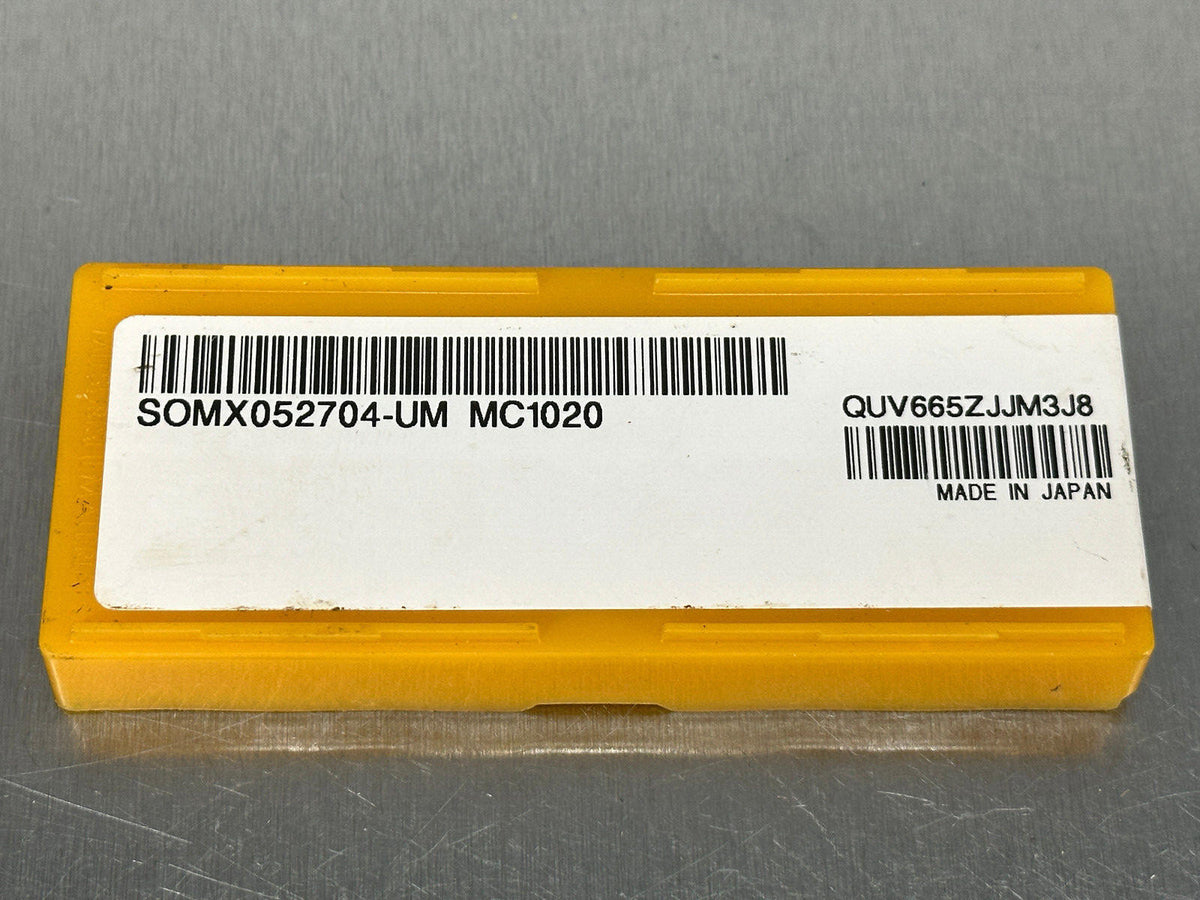 SOMX052704-UM MC1020
QUV665ZJJM3J8
MADE IN JAPAN